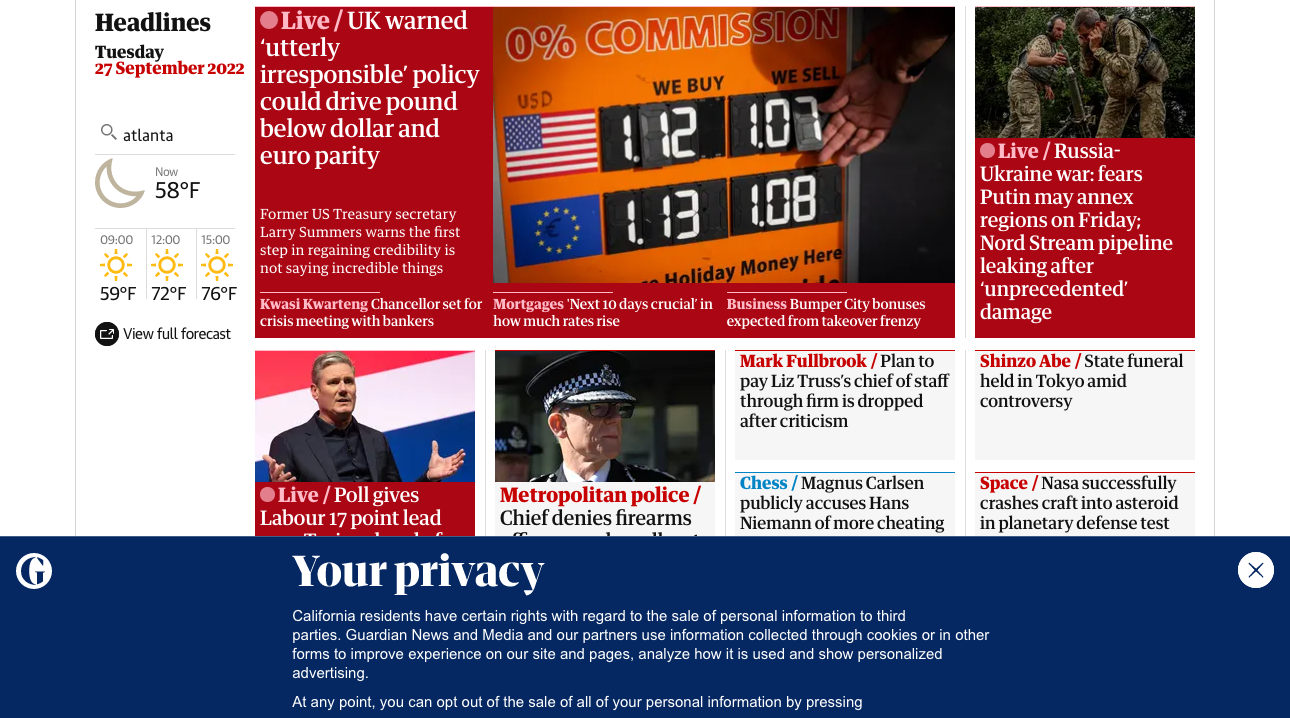 Headlines
Tuesday
27 September 2022
atlanta
Now
58°F
09:00 12:00 15:00
59°F 72°F 76°F
View full forecast
Live / UK warned
‘utterly
irresponsible’ policy
could drive pound
below dollar and
euro parity
Former US Treasury secretary
Larry Summers warns the first
step in regaining credibility is
not saying incredible things
0% COMMISSION
WE BUY WE SELL
USD
1.12 1.07
1.13 1.08
Holiday Money Here
Kwasi Kwarteng Chancellor set for
crisis meeting with bankers
Mortgages ‘Next 10 days crucial’ in
how much rates rise
Business Bumper City bonuses
expected from takeover frenzy
Live / Russia-
Ukraine war: fears
Putin may annex
regions on Friday;
Nord Stream pipeline
leaking after
‘unprecedented’
damage
Live / Poll gives
Labour 17 point lead
Metropolitan police /
Chief denies firearms
Mark Fullbrook / Plan to
pay Liz Truss’s chief of staff
through firm is dropped
after criticism
Shinzo Abe / State funeral
held in Tokyo amid
controversy
Chess / Magnus Carlsen
publicly accuses Hans
Niemann of more cheating
Space / Nasa successfully
crashes craft into asteroid
in planetary defense test
G
Your privacy
California residents have certain rights with regard to the sale of personal information to third
parties. Guardian News and Media and our partners use information collected through cookies or in other
forms to improve experience on our site and pages, analyze how it is used and show personalized
advertising.
At any point, you can opt out of the sale of all of your personal information by pressing